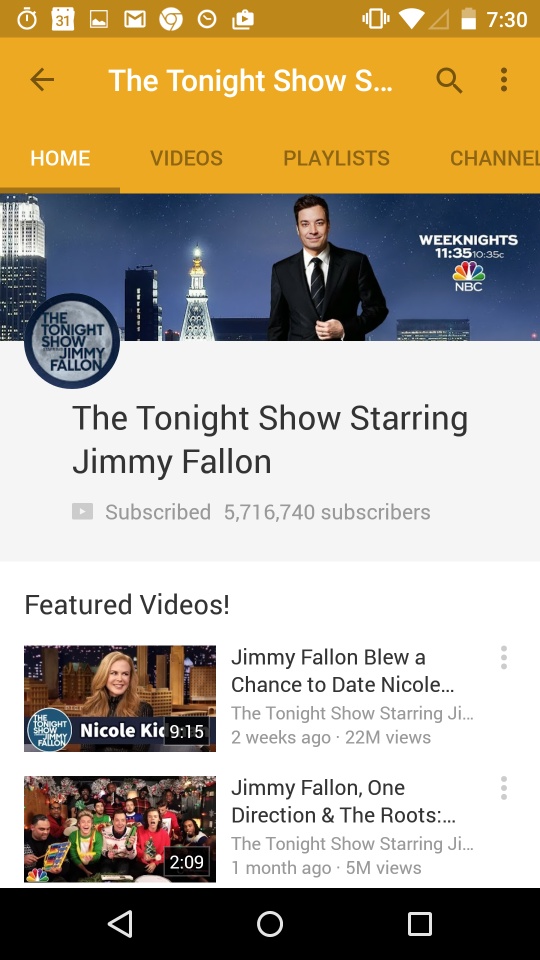 31 7:30
The Tonight Show S...
HOME VIDEOS PLAYLISTS CHANNEL
WEEKNIGHTS
11:35 10:35c
NBC
THE
TONIGHT
SHOW
STARRING
JIMMY
FALLON
The Tonight Show Starring
Jimmy Fallon
Subscribed 5,716,740 subscribers
Featured Videos!
Jimmy Fallon Blew a
Chance to Date Nicole...
The Tonight Show Starring Ji...
2 weeks ago · 22M views
THE
TONIGHT
SHOW
JIMMY
FALLON
Nicole Kid
9:15
Jimmy Fallon, One
Direction & The Roots:...
The Tonight Show Starring Ji...
1 month ago · 5M views
2:09